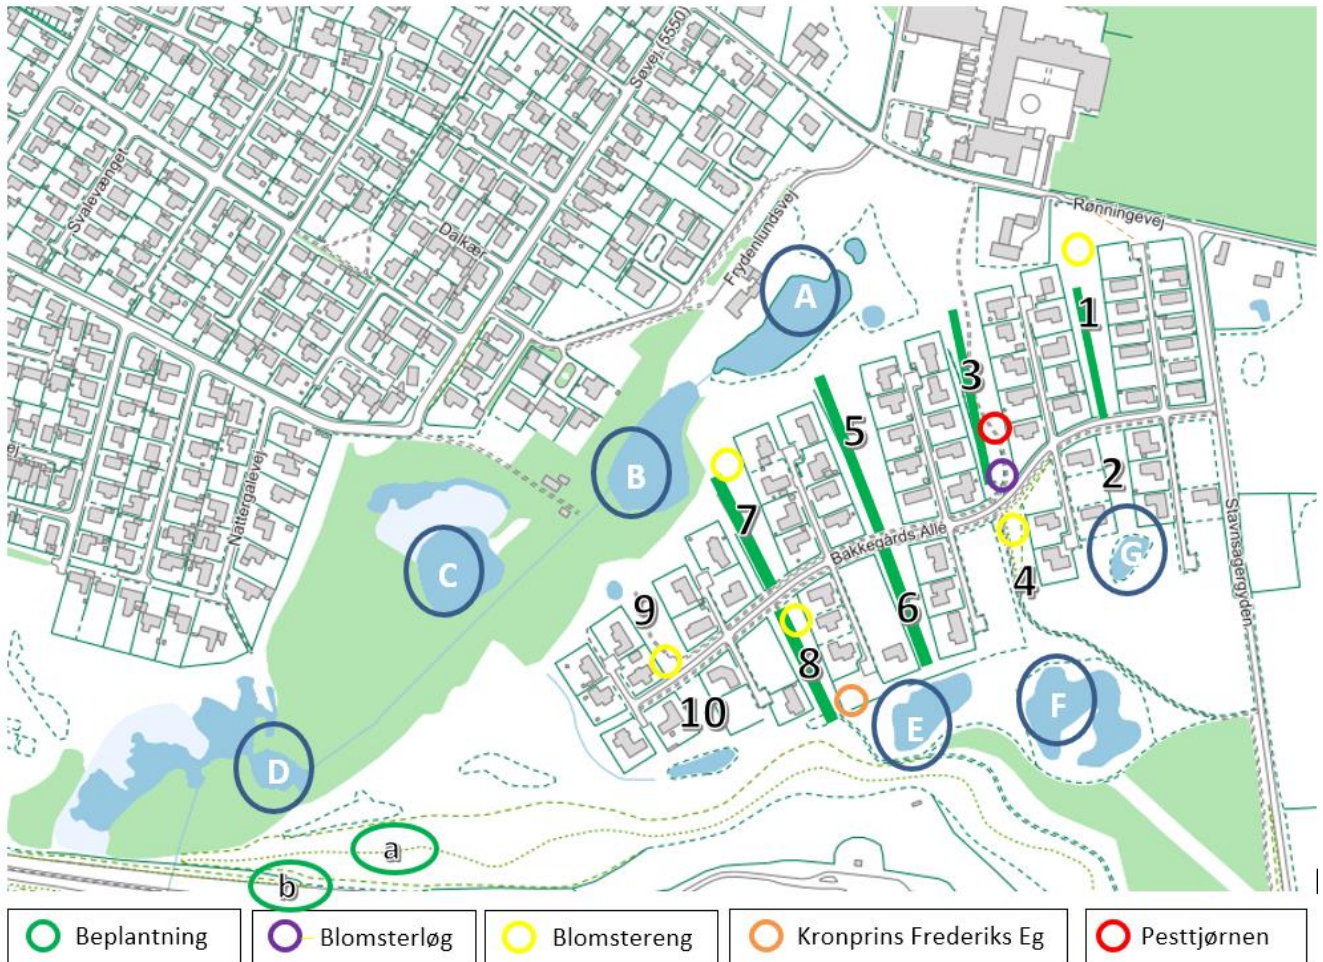 Søvej (5550)
Svalevænget
Dalkær
Frydenlundsvej
Rønningevej
A
1
3
5
B
2
7
Nattergalevej
Bakkegårds Allé
Stavnsagergyden
C
G
4
9
6
8
10
F
E
D
a
b
Beplantning
Blomsterløg
Blomstereng
Kronprins Frederiks Eg
Pesttjørnen